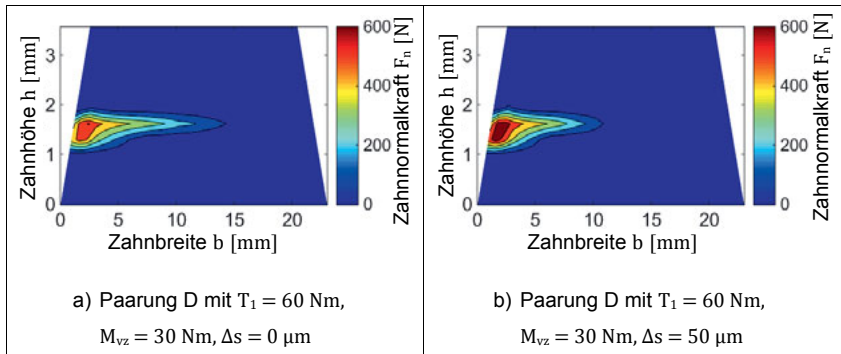 Zahnhöhe h [mm]
3
2
1
0
0
5
10
15
20
Zahnbreite b [mm]
600
400
200
0
Zahnnormalkraft Fₙ [N]
a) Paarung D mit T₁ = 60 Nm,
M_vz = 30 Nm, Δs = 0 µm
Zahnhöhe h [mm]
3
2
1
0
0
5
10
15
20
Zahnbreite b [mm]
600
400
200
0
Zahnnormalkraft Fₙ [N]
b) Paarung D mit T₁ = 60 Nm,
M_vz = 30 Nm, Δs = 50 µm